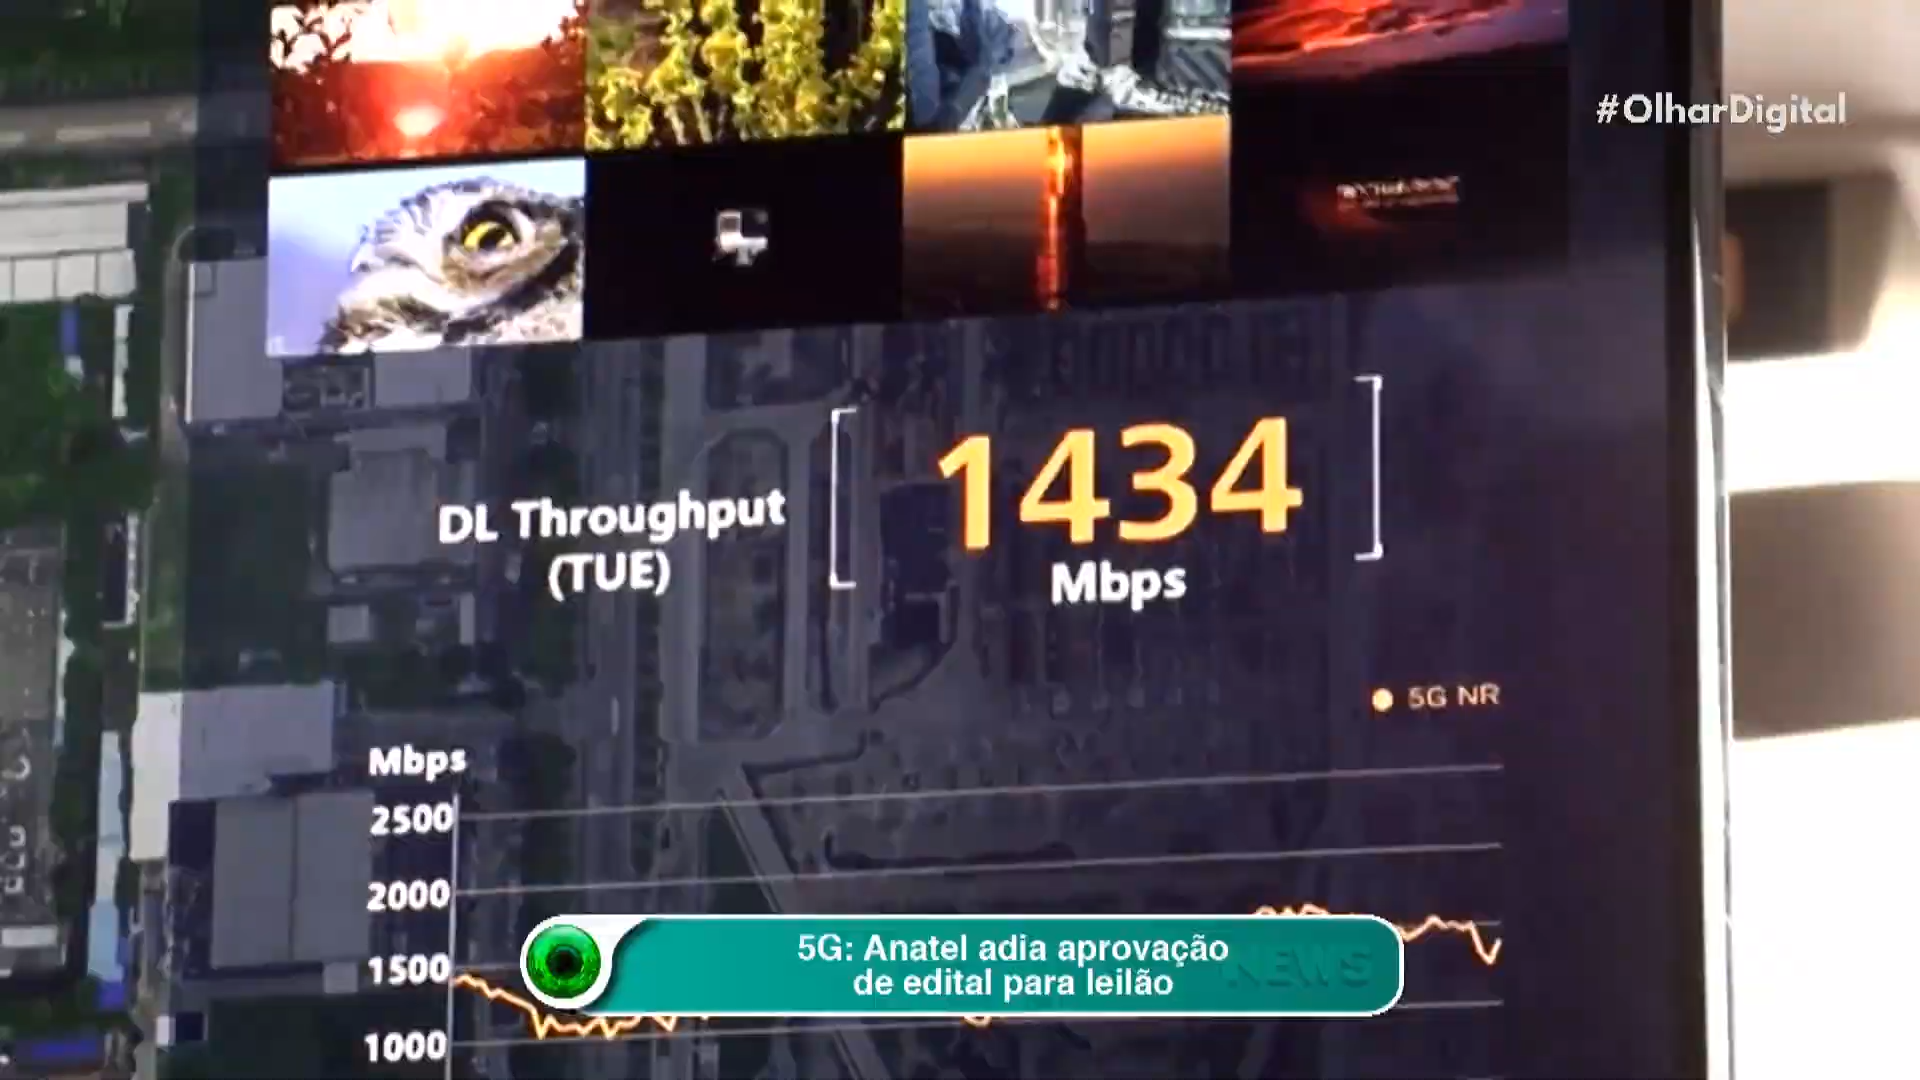 #OlharDigital
DL Throughput
(TUE)
1434
Mbps
5G NR
Mbps
2500
2000
1500
1000
5G: Anatel adia aprovação
de edital para leilão
NEWS